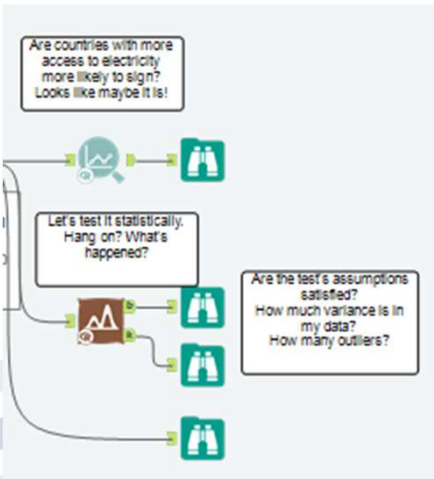 Are countries with more
access to electricity
more likely to sign?
Looks like maybe it is!
Let's test it statistically.
Hang on? What's
happened?
Are the test's assumptions
satisfied?
How much variance is in
my data?
How many outliers?